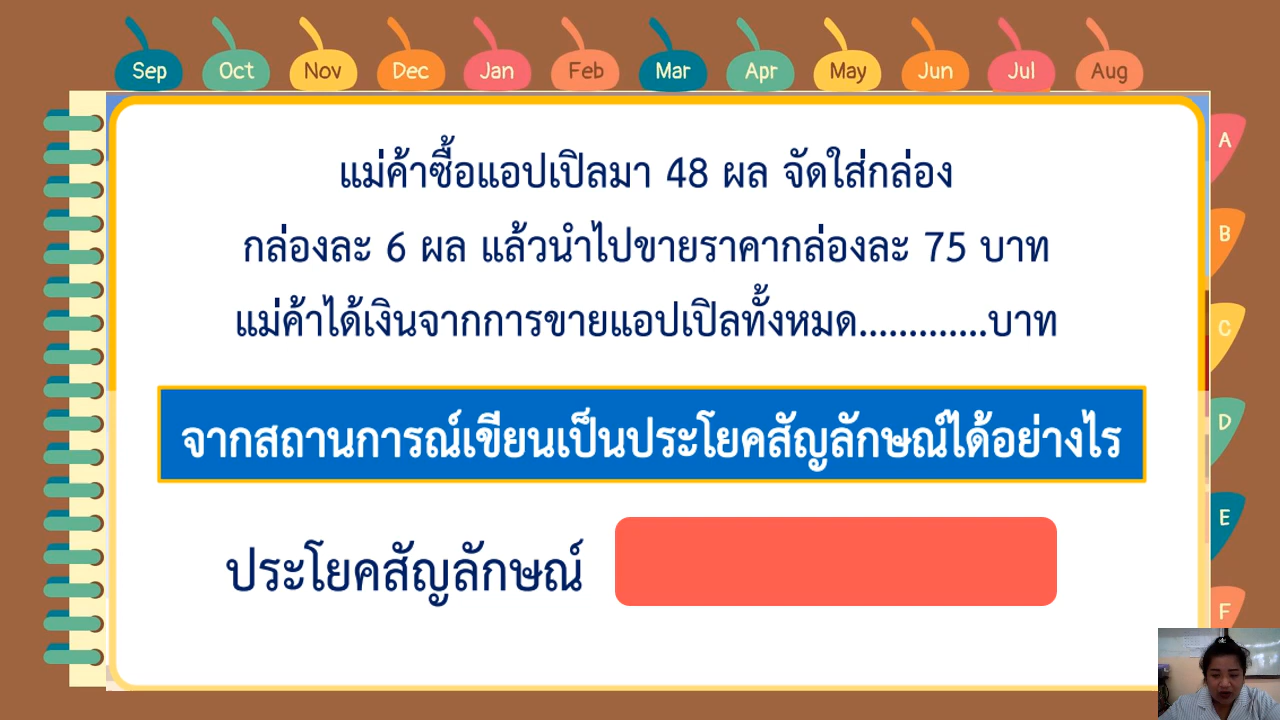 Sep Oct Nov Dec Jan Feb Mar Apr May Jun Jul Aug
แม่ค้าซื้อแอปเปิลมา 48 ผล จัดใส่กล่อง
กล่องละ 6 ผล แล้วนำไปขายราคากล่องละ 75 บาท
แม่ค้าได้เงินจากการขายแอปเปิลทั้งหมด.............บาท
จากสถานการณ์เขียนเป็นประโยคสัญลักษณ์ได้อย่างไร
ประโยคสัญลักษณ์
A
B
C
D
E
F